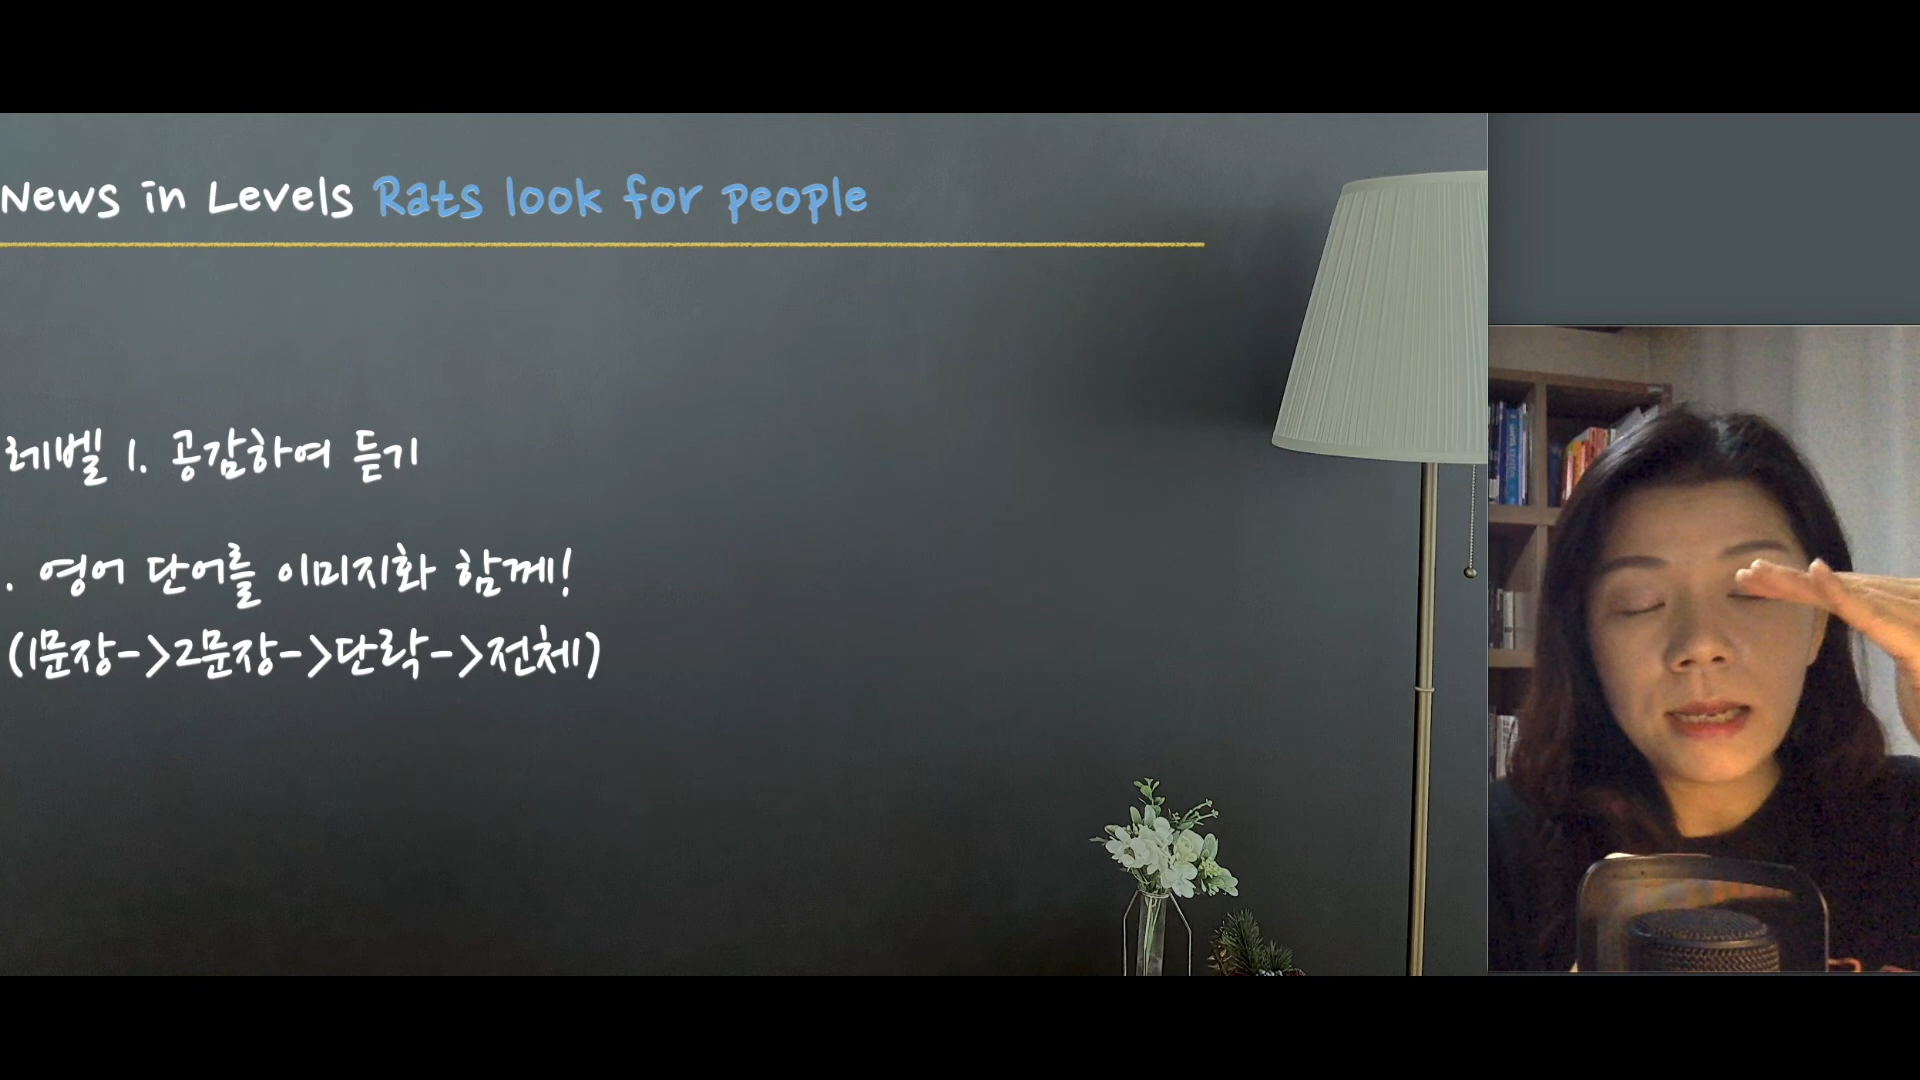 News in Levels Rats look for people
레벨 1. 공감하여 듣기
. 영어 단어를 이미지화 함께!
(1문장->2문장->단락->전체)